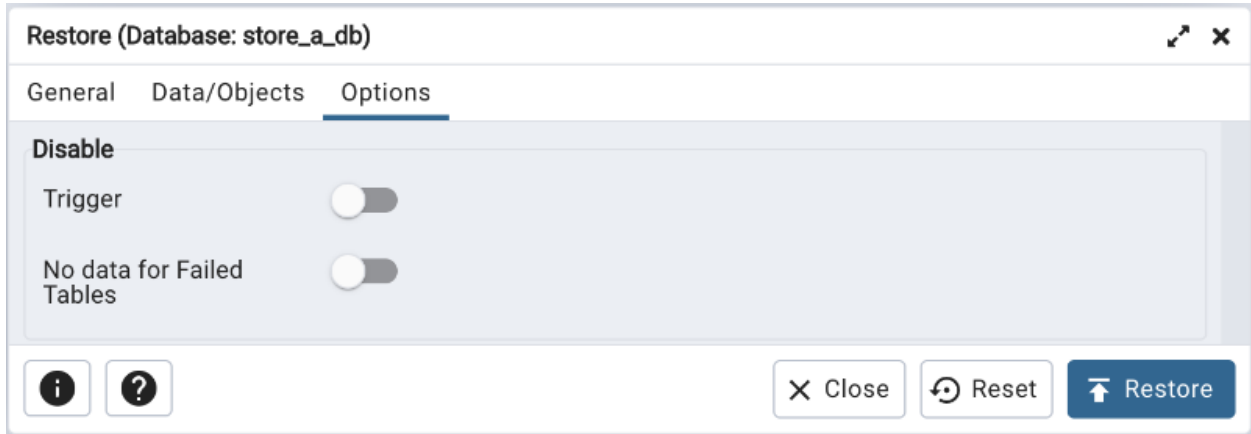 Restore (Database: store_a_db)
General Data/Objects Options
Disable
Trigger
No data for Failed
Tables
Close Reset Restore